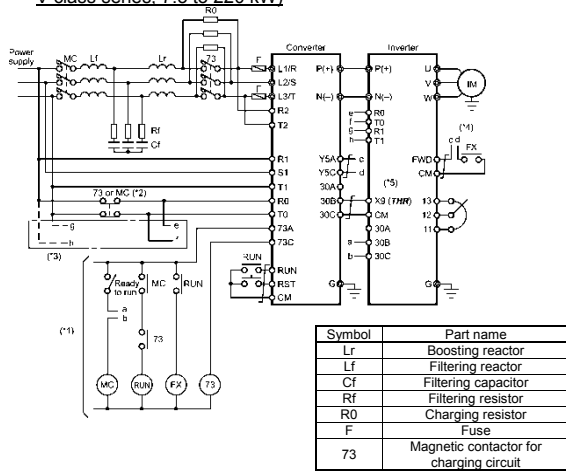 V class series, 7.5 to 220 kW)
R0
Power
supply
MC
Lf
Lr
73
F
Converter
Inverter
L1/R
L2/S
L3/T
R2
T2
P(+)
P(+)
N(–)
N(–)
U
V
W
IM
F
Rf
Cf
e
f
g
h
R0
T0
R1
T1
(*4)
c d
FX
R1
S1
T1
R0
T0
73A
73C
Y5A
Y5C
30A
30B
30C
c
d
(*5)
X9 (THR)
CM
30A
30B
30C
a
b
FWD
CM
13
12
11
73 or MC (*2)
g
h
e
f
(*3)
RUN
RUN
RST
CM
G
G
(*1)
Ready
to run
MC
RUN
a
b
73
MC
RUN
FX
73
Symbol Part name
Lr Boosting reactor
Lf Filtering reactor
Cf Filtering capacitor
Rf Filtering resistor
R0 Charging resistor
F Fuse
73 Magnetic contactor for
charging circuit